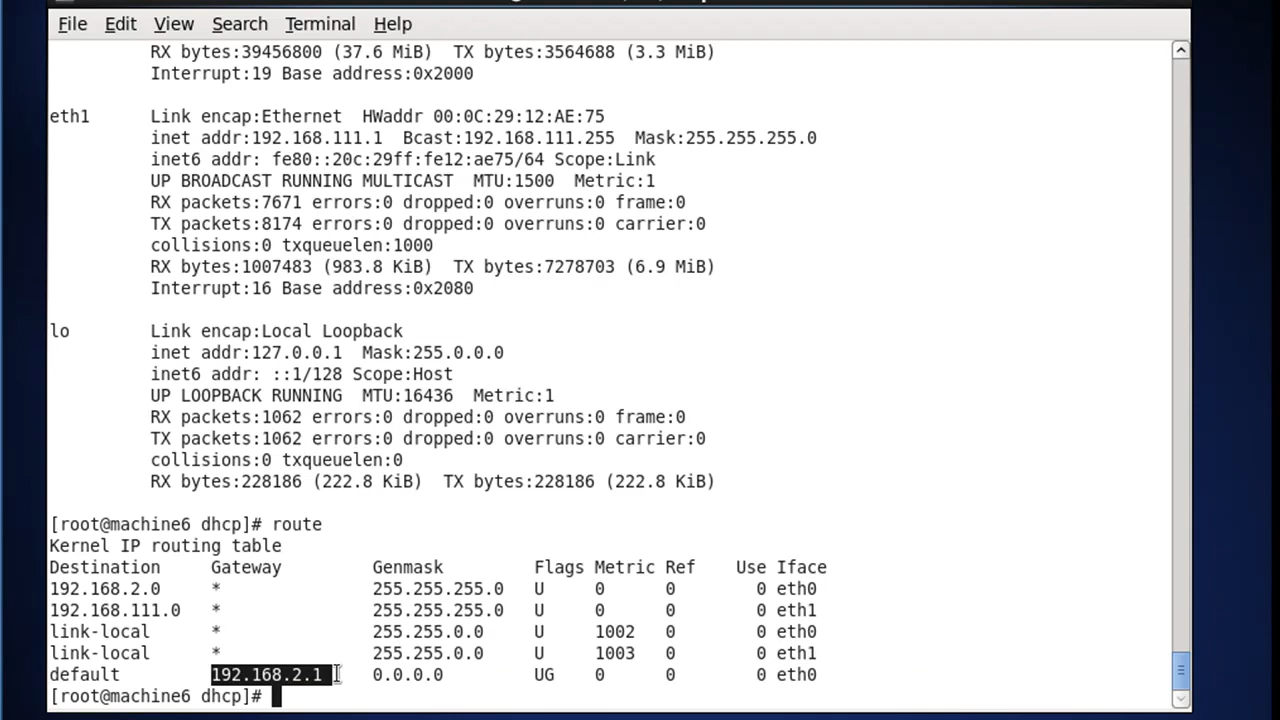 File Edit View Search Terminal Help
RX bytes:39456800 (37.6 MiB)  TX bytes:3564688 (3.3 MiB)
Interrupt:19 Base address:0x2000
eth1      Link encap:Ethernet  HWaddr 00:0C:29:12:AE:75
inet addr:192.168.111.1  Bcast:192.168.111.255  Mask:255.255.255.0
inet6 addr: fe80::20c:29ff:fe12:ae75/64 Scope:Link
UP BROADCAST RUNNING MULTICAST  MTU:1500  Metric:1
RX packets:7671 errors:0 dropped:0 overruns:0 frame:0
TX packets:8174 errors:0 dropped:0 overruns:0 carrier:0
collisions:0 txqueuelen:1000
RX bytes:1007483 (983.8 KiB)  TX bytes:7278703 (6.9 MiB)
Interrupt:16 Base address:0x2080
lo        Link encap:Local Loopback
inet addr:127.0.0.1  Mask:255.0.0.0
inet6 addr: ::1/128 Scope:Host
UP LOOPBACK RUNNING  MTU:16436  Metric:1
RX packets:1062 errors:0 dropped:0 overruns:0 frame:0
TX packets:1062 errors:0 dropped:0 overruns:0 carrier:0
collisions:0 txqueuelen:0
RX bytes:228186 (222.8 KiB)  TX bytes:228186 (222.8 KiB)
[root@machine6 dhcp]# route
Kernel IP routing table
Destination     Gateway         Genmask         Flags Metric Ref    Use Iface
192.168.2.0     *               255.255.255.0   U     0      0        0 eth0
192.168.111.0   *               255.255.255.0   U     0      0        0 eth1
link-local      *               255.255.0.0     U     1002   0        0 eth0
link-local      *               255.255.0.0     U     1003   0        0 eth1
default         192.168.2.1     0.0.0.0         UG    0      0        0 eth0
[root@machine6 dhcp]#